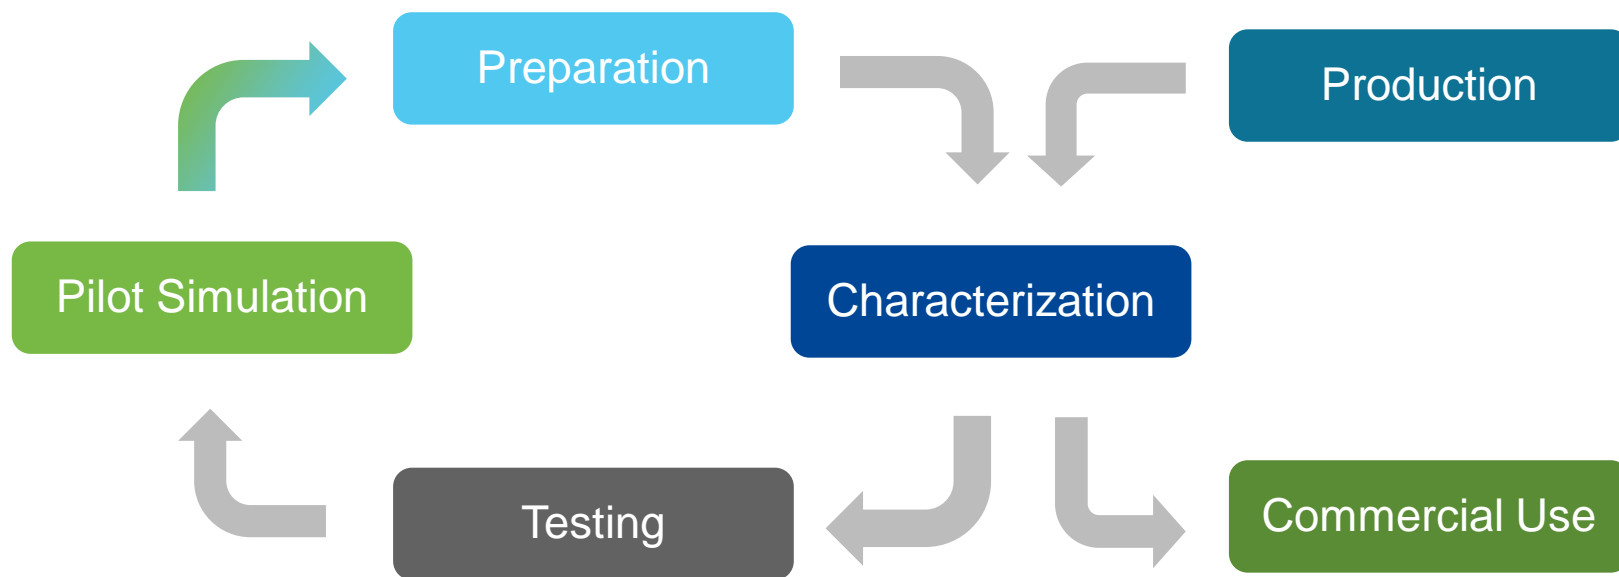 Preparation
Production
Pilot Simulation
Characterization
Testing
Commercial Use